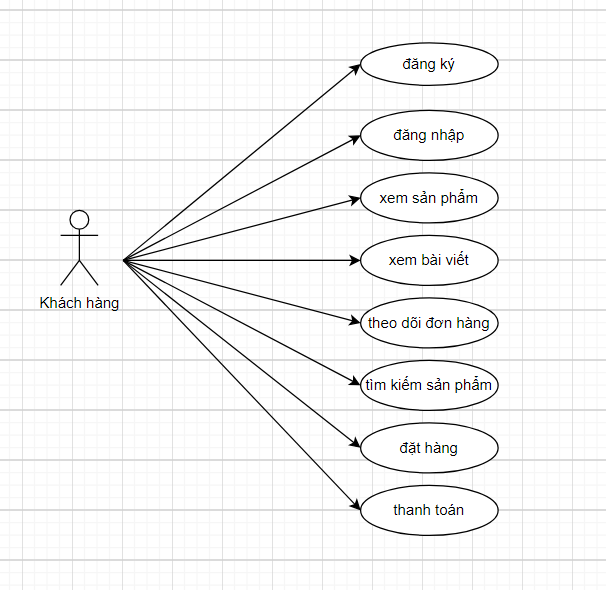 đăng ký
đăng nhập
xem sản phẩm
xem bài viết
Khách hàng
theo dõi đơn hàng
tìm kiếm sản phẩm
đặt hàng
thanh toán